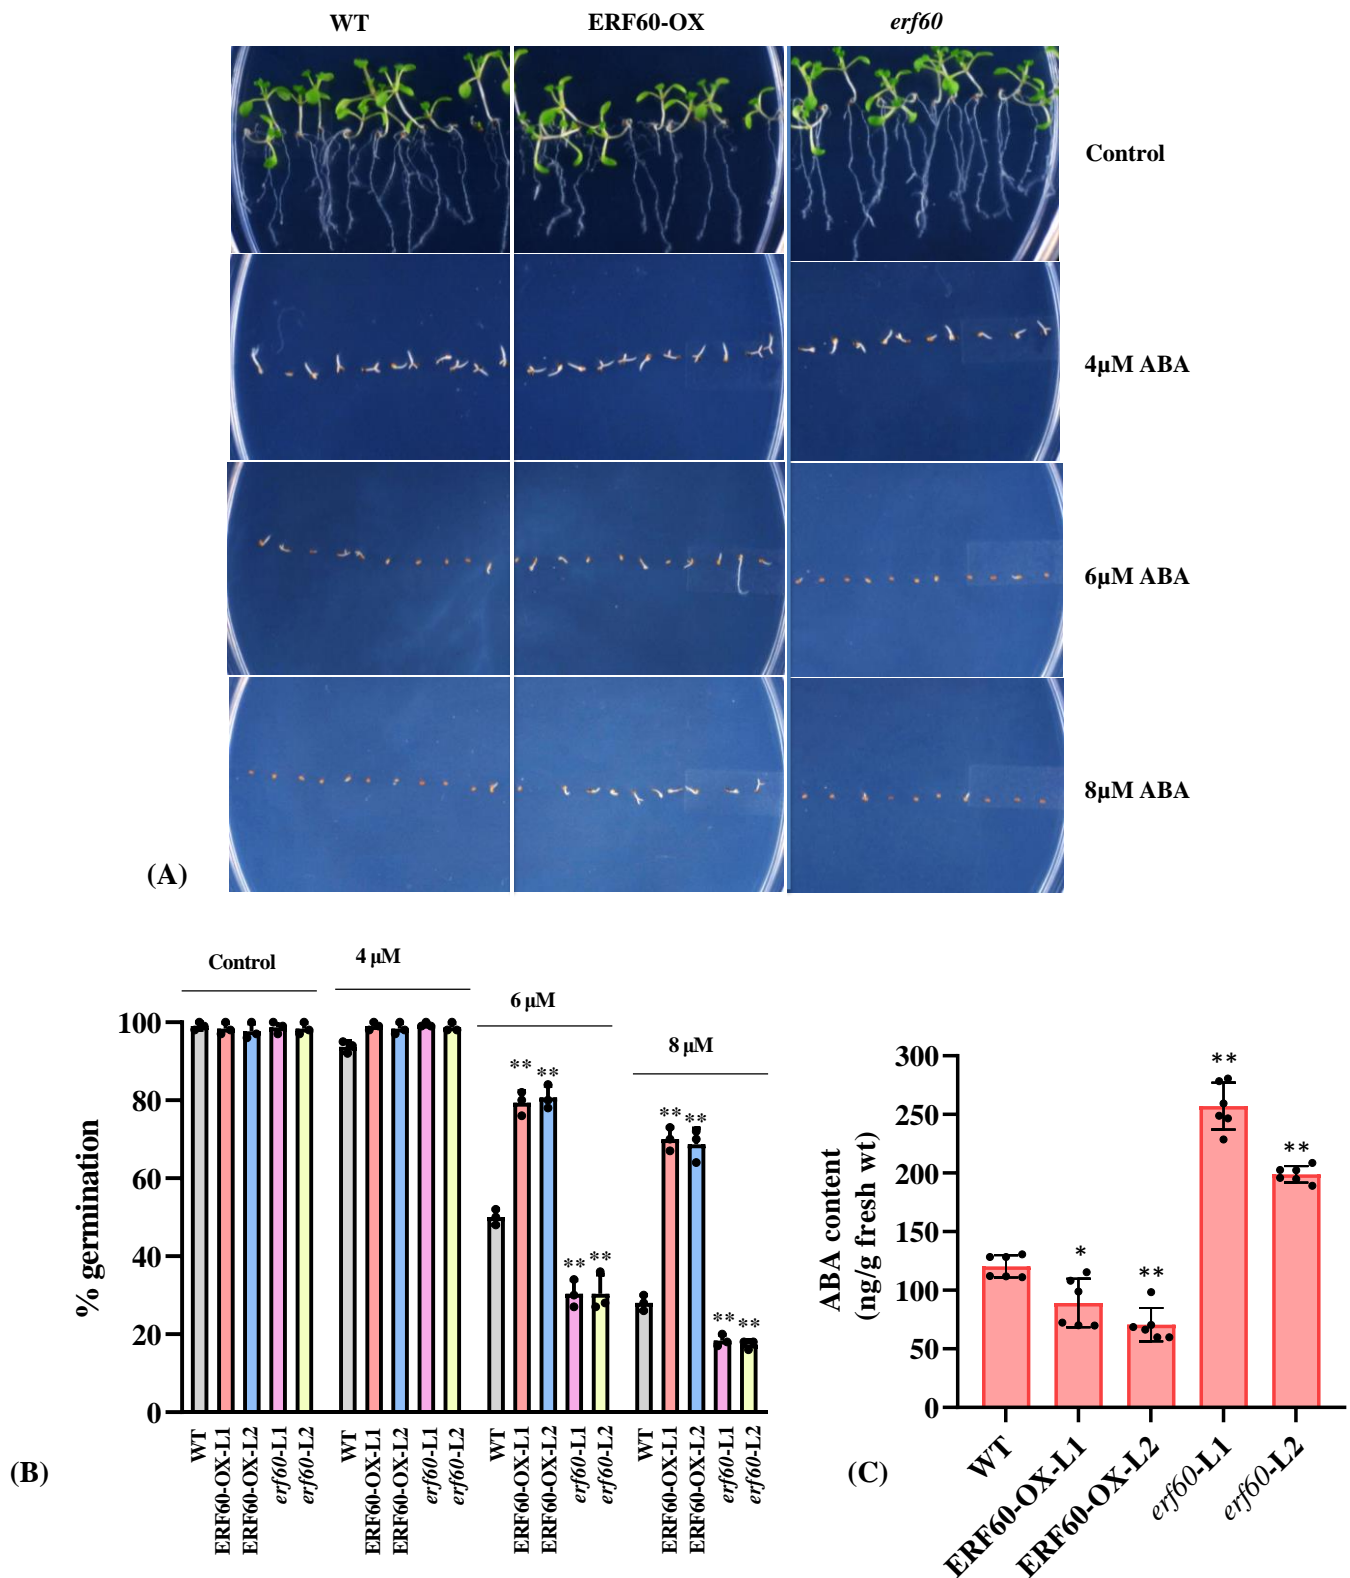 WT ERF60-OX erf60
Control
4μM ABA
6μM ABA
8μM ABA
(A)
Control 4 μM
6 μM
8 μM
** ** ** ** ** ** ** **
% germination
100
80
60
40
20
0
WT ERF60-OX-L1 ERF60-OX-L2 erf60-L1 erf60-L2 WT ERF60-OX-L1 ERF60-OX-L2 erf60-L1 erf60-L2 WT ERF60-OX-L1 ERF60-OX-L2 erf60-L1 erf60-L2 WT ERF60-OX-L1 ERF60-OX-L2 erf60-L1 erf60-L2
(B)
ABA content
(ng/g fresh wt)
300
250
200
150
100
50
0
* ** ** **
WT ERF60-OX-L1 ERF60-OX-L2 erf60-L1 erf60-L2
(C)